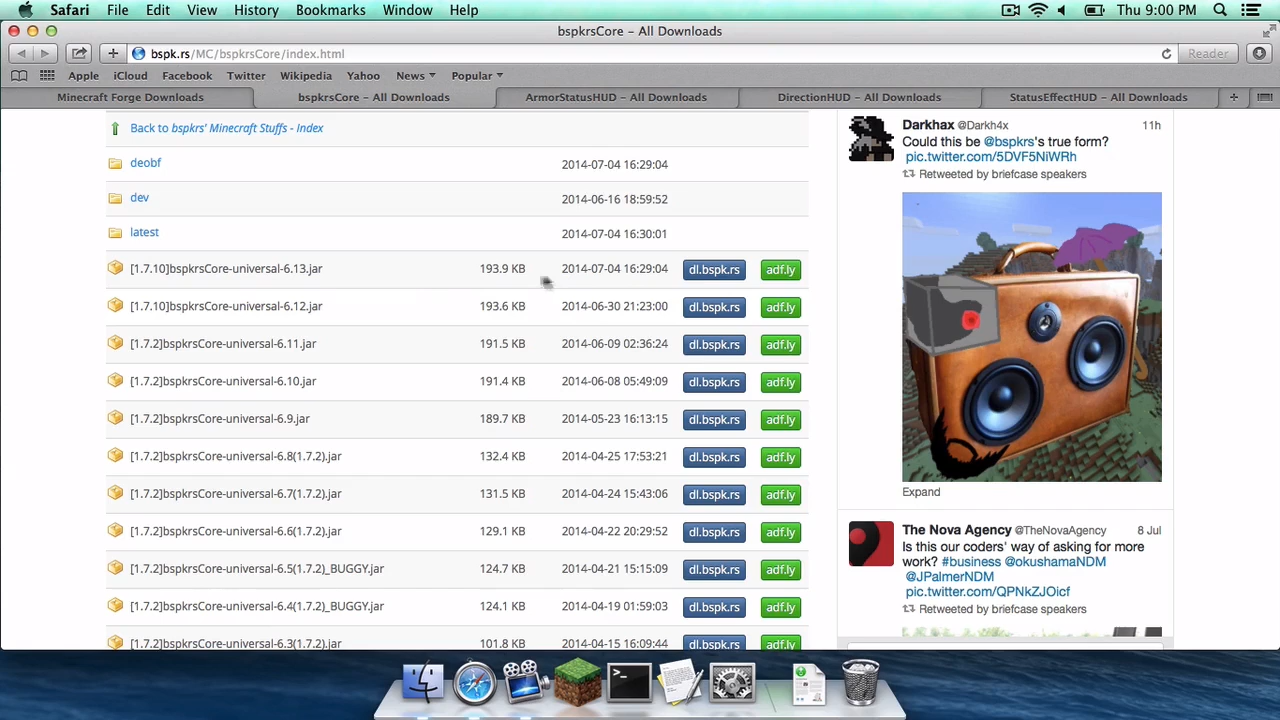 Safari File Edit View History Bookmarks Window Help Thu 9:00 PM
bspkrsCore – All Downloads
bspk.rs/MC/bspkrsCore/index.html Reader
Apple iCloud Facebook Twitter Wikipedia Yahoo News Popular
Minecraft Forge Downloads bspkrsCore – All Downloads ArmorStatusHUD – All Downloads DirectionHUD – All Downloads StatusEffectHUD – All Downloads
Back to bspkrs' Minecraft Stuffs - Index
deobf 2014-07-04 16:29:04
dev 2014-06-16 18:59:52
latest 2014-07-04 16:30:01
[1.7.10]bspkrsCore-universal-6.13.jar 193.9 KB 2014-07-04 16:29:04 dl.bspk.rs adf.ly
[1.7.10]bspkrsCore-universal-6.12.jar 193.6 KB 2014-06-30 21:23:00 dl.bspk.rs adf.ly
[1.7.2]bspkrsCore-universal-6.11.jar 191.5 KB 2014-06-09 02:36:24 dl.bspk.rs adf.ly
[1.7.2]bspkrsCore-universal-6.10.jar 191.4 KB 2014-06-08 05:49:09 dl.bspk.rs adf.ly
[1.7.2]bspkrsCore-universal-6.9.jar 189.7 KB 2014-05-23 16:13:15 dl.bspk.rs adf.ly
[1.7.2]bspkrsCore-universal-6.8(1.7.2).jar 132.4 KB 2014-04-25 17:53:21 dl.bspk.rs adf.ly
[1.7.2]bspkrsCore-universal-6.7(1.7.2).jar 131.5 KB 2014-04-24 15:43:06 dl.bspk.rs adf.ly
[1.7.2]bspkrsCore-universal-6.6(1.7.2).jar 129.1 KB 2014-04-22 20:29:52 dl.bspk.rs adf.ly
[1.7.2]bspkrsCore-universal-6.5(1.7.2)_BUGGY.jar 124.7 KB 2014-04-21 15:15:09 dl.bspk.rs adf.ly
[1.7.2]bspkrsCore-universal-6.4(1.7.2)_BUGGY.jar 124.1 KB 2014-04-19 01:59:03 dl.bspk.rs adf.ly
[1.7.2]bspkrsCore-universal-6.3(1.7.2).jar 101.8 KB 2014-04-15 16:09:44 dl.bspk.rs adf.ly
Darkhax @Darkh4x 11h
Could this be @bspkrs's true form?
pic.twitter.com/5DVF5NiWRh
Retweeted by briefcase speakers
Expand
The Nova Agency @TheNovaAgency 8 Jul
Is this our coders' way of asking for more
work? #business @okushamaNDM
@JPalmerNDM
pic.twitter.com/QPNkZJOicf
Retweeted by briefcase speakers